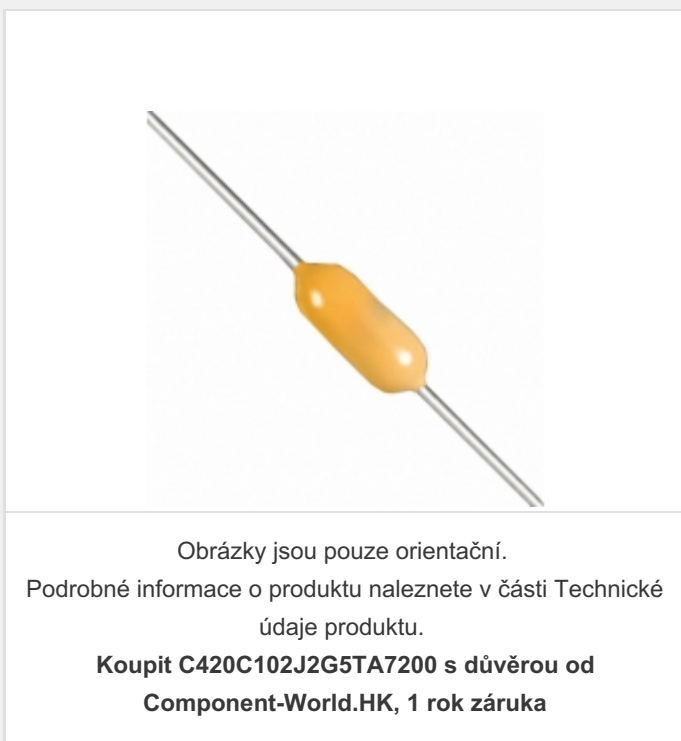 Obrázky jsou pouze orientační.
Podrobné informace o produktu naleznete v části Technické
údaje produktu.
Koupit C420C102J2G5TA7200 s důvěrou od
Component-World.HK, 1 rok záruka